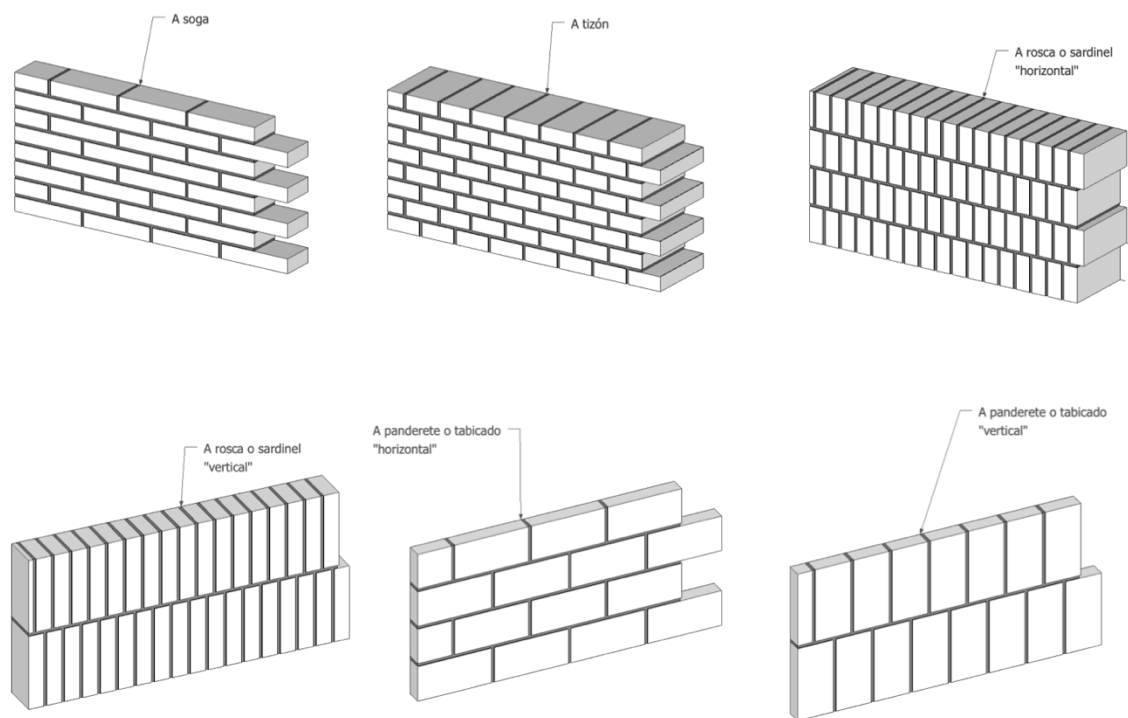 A soga
A tizón
A rosca o sardinel
"horizontal"
A rosca o sardinel
"vertical"
A panderete o tabicado
"horizontal"
A panderete o tabicado
"vertical"